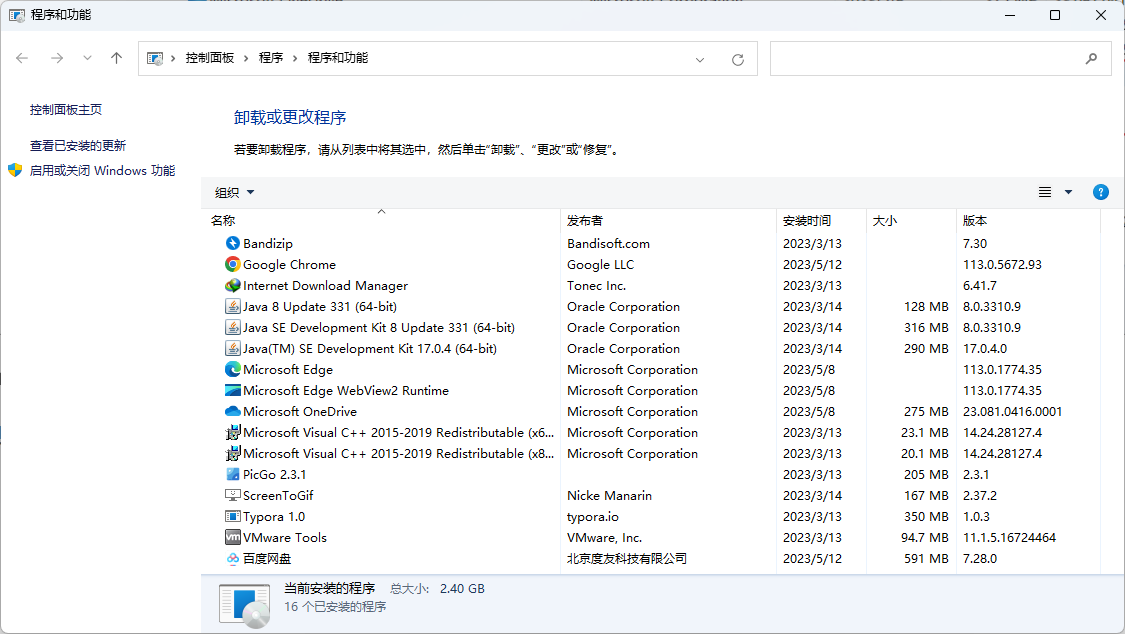 程序和功能
控制面板 › 程序 › 程序和功能
控制面板主页
查看已安装的更新
启用或关闭 Windows 功能
卸载或更改程序
若要卸载程序，请从列表中将其选中，然后单击“卸载”、“更改”或“修复”。
组织
名称 发布者 安装时间 大小 版本
Bandizip Bandisoft.com 2023/3/13 7.30
Google Chrome Google LLC 2023/5/12 113.0.5672.93
Internet Download Manager Tonec Inc. 2023/3/13 6.41.7
Java 8 Update 331 (64-bit) Oracle Corporation 2023/3/14 128 MB 8.0.3310.9
Java SE Development Kit 8 Update 331 (64-bit) Oracle Corporation 2023/3/14 316 MB 8.0.3310.9
Java(TM) SE Development Kit 17.0.4 (64-bit) Oracle Corporation 2023/3/14 290 MB 17.0.4.0
Microsoft Edge Microsoft Corporation 2023/5/8 113.0.1774.35
Microsoft Edge WebView2 Runtime Microsoft Corporation 2023/5/8 113.0.1774.35
Microsoft OneDrive Microsoft Corporation 2023/5/8 275 MB 23.081.0416.0001
Microsoft Visual C++ 2015-2019 Redistributable (x6... Microsoft Corporation 2023/3/13 23.1 MB 14.24.28127.4
Microsoft Visual C++ 2015-2019 Redistributable (x8... Microsoft Corporation 2023/3/13 20.1 MB 14.24.28127.4
PicGo 2.3.1 2023/3/13 205 MB 2.3.1
ScreenToGif Nicke Manarin 2023/3/14 167 MB 2.37.2
Typora 1.0 typora.io 2023/3/13 350 MB 1.0.3
vm VMware Tools VMware, Inc. 2023/3/13 94.7 MB 11.1.5.16724464
百度网盘 北京度友科技有限公司 2023/5/12 591 MB 7.28.0
当前安装的程序 总大小: 2.40 GB
16 个已安装的程序